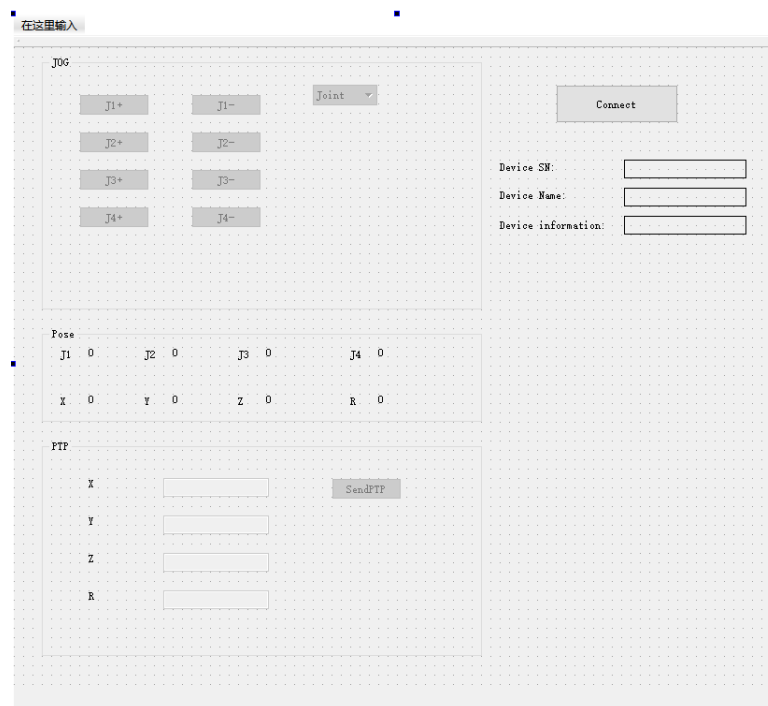 在这里输入
JOG
J1+ J1- Joint
Connect
J2+ J2-
Device SN:
J3+ J3-
Device Name:
J4+ J4-
Device information:
Pose
J1 0 J2 0 J3 0 J4 0
X 0 Y 0 Z 0 R 0
PTP
X SendPTP
Y
Z
R